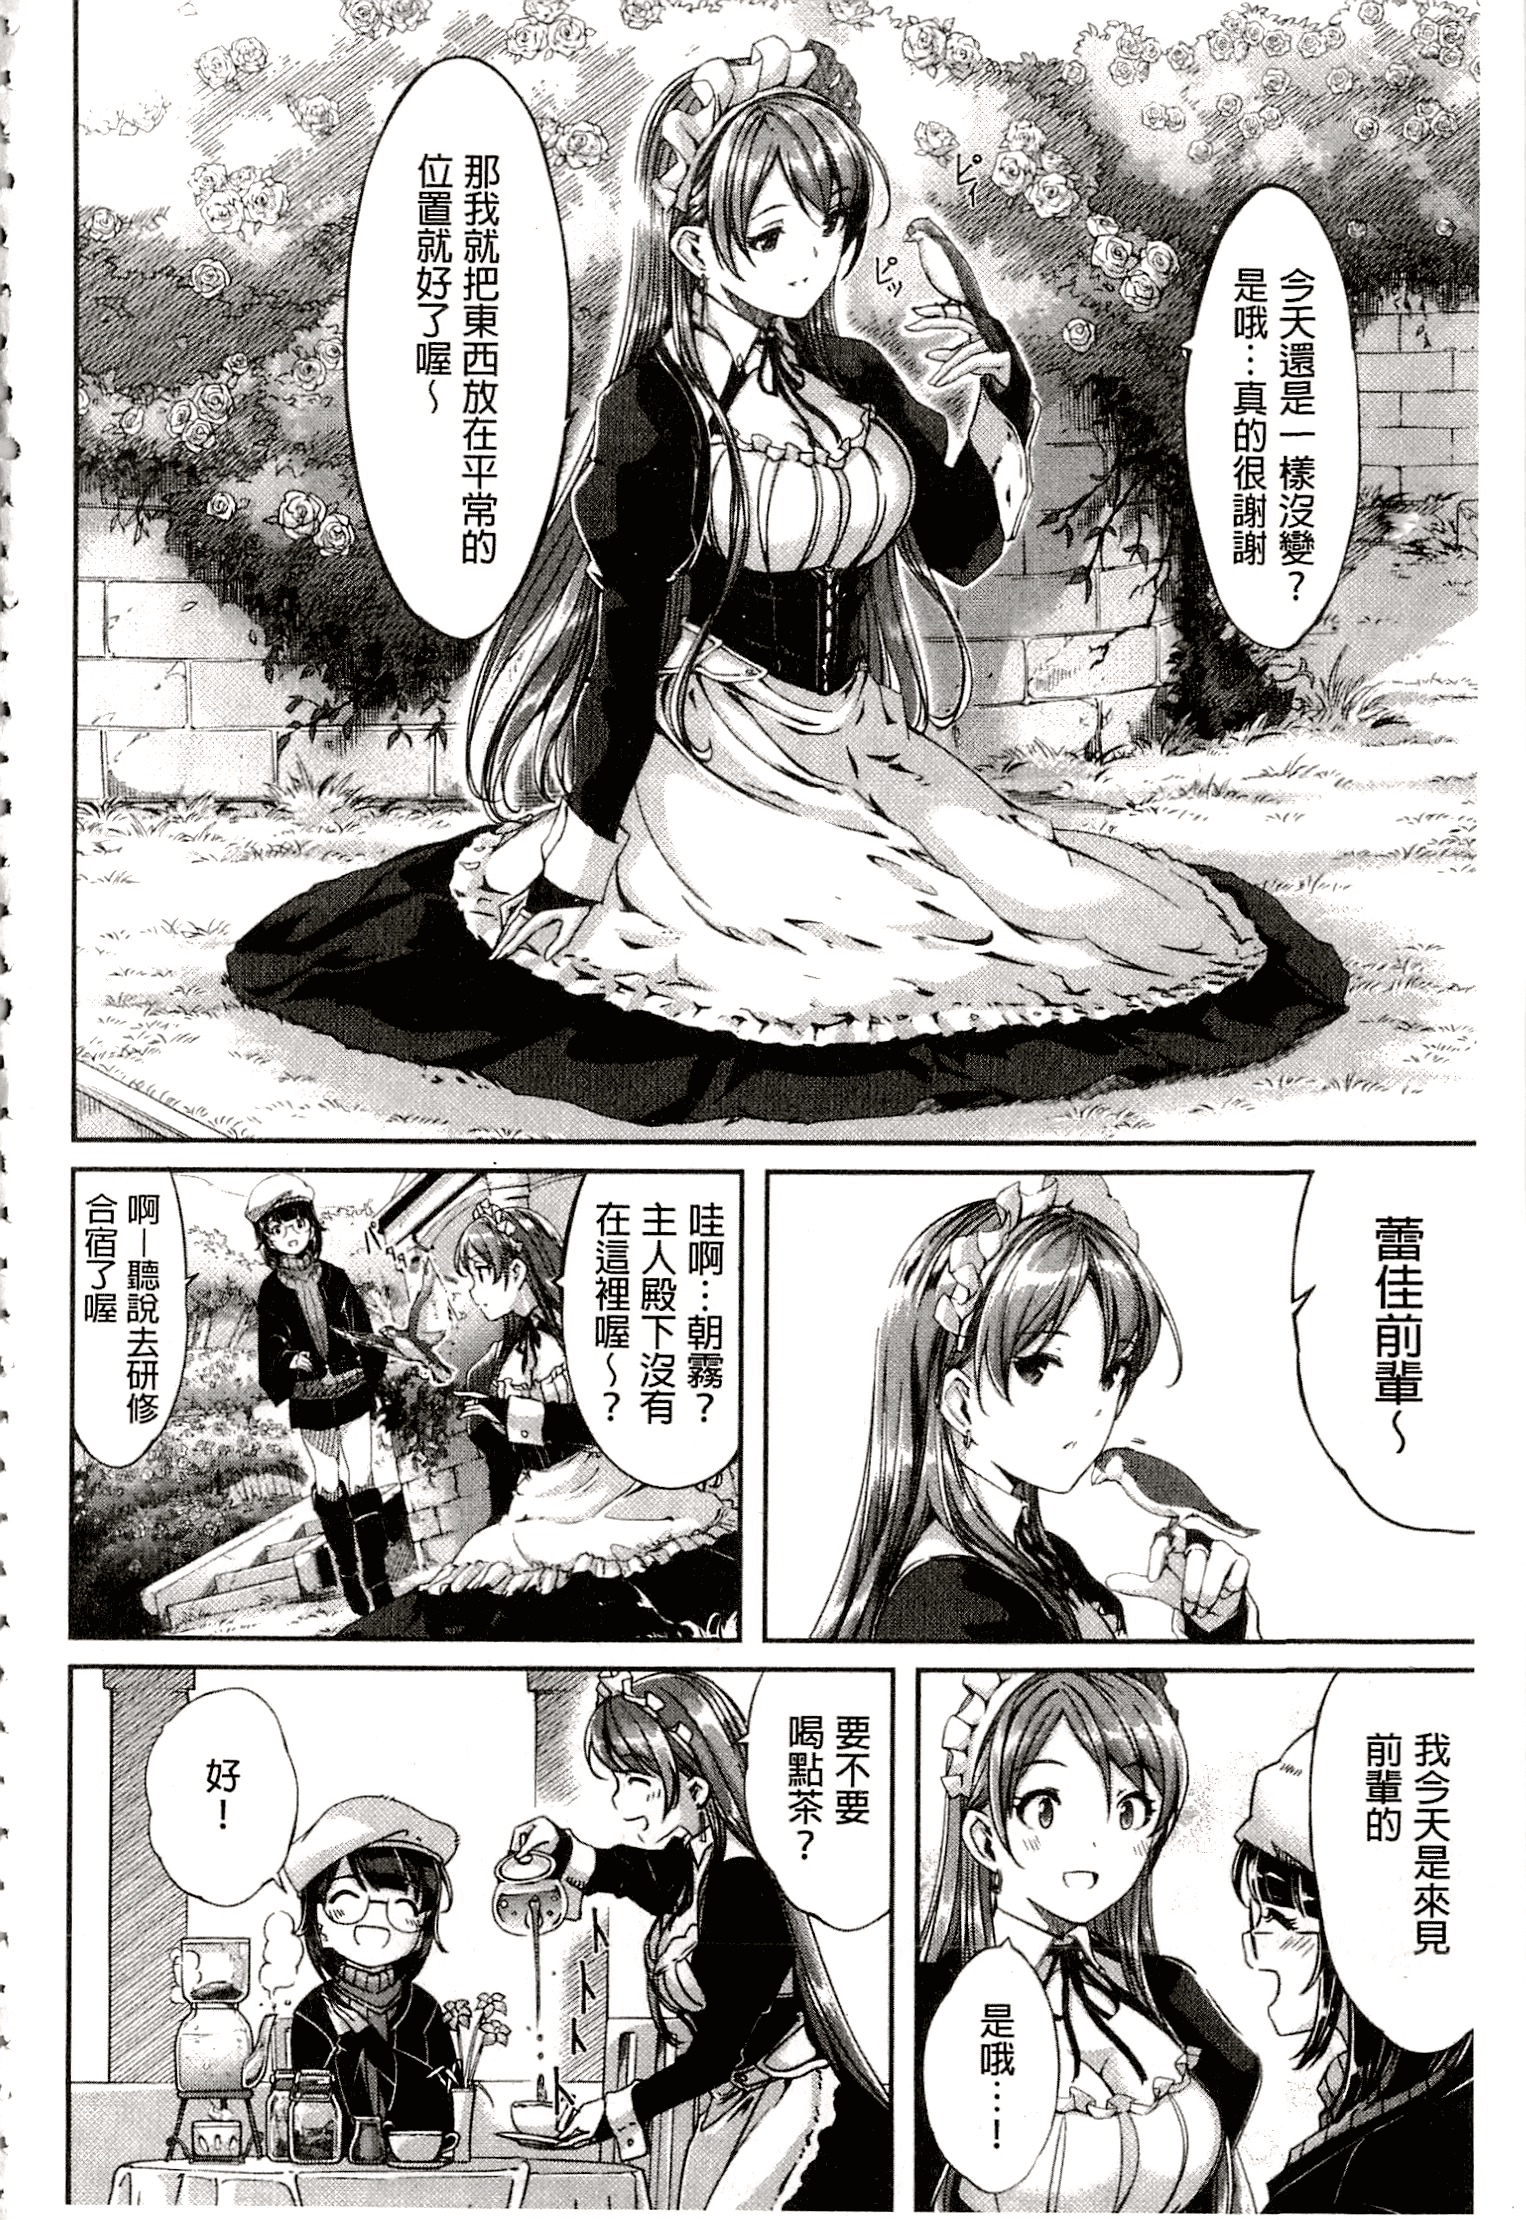 今天還是一樣沒變?
是哦…真的很謝謝
ピィ
ピッ
那我就把東西放在平常的
位置就好了喔~
蕾佳前輩~
哇啊…朝霧?
主人殿下沒有
在這裡喔~?
啊—聽說去研修
合宿了喔
我今天是來見
前輩的
是哦…!
要不要
喝點茶?
トトト
好!